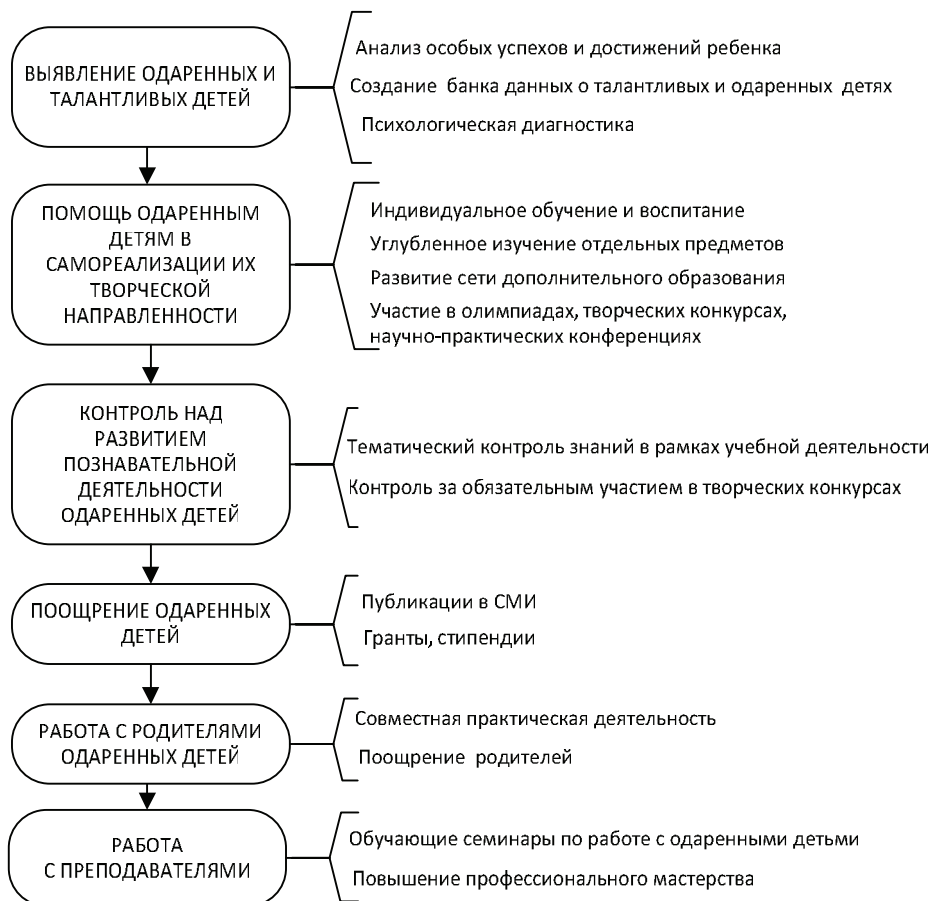 ВЫЯВЛЕНИЕ ОДАРЕННЫХ И
ТАЛАНТЛИВЫХ ДЕТЕЙ
Анализ особых успехов и достижений ребенка
Создание банка данных о талантливых и одаренных детях
Психологическая диагностика
ПОМОЩЬ ОДАРЕННЫМ
ДЕТЯМ В
САМОРЕАЛИЗАЦИИ ИХ
ТВОРЧЕСКОЙ
НАПРАВЛЕННОСТИ
Индивидуальное обучение и воспитание
Углубленное изучение отдельных предметов
Развитие сети дополнительного образования
Участие в олимпиадах, творческих конкурсах,
научно-практических конференциях
КОНТРОЛЬ НАД
РАЗВИТИЕМ
ПОЗНАВАТЕЛЬНОЙ
ДЕЯТЕЛЬНОСТИ
ОДАРЕННЫХ ДЕТЕЙ
Тематический контроль знаний в рамках учебной деятельности
Контроль за обязательным участием в творческих конкурсах
ПООЩРЕНИЕ ОДАРЕННЫХ
ДЕТЕЙ
Публикации в СМИ
Гранты, стипендии
РАБОТА С РОДИТЕЛЯМИ
ОДАРЕННЫХ ДЕТЕЙ
Совместная практическая деятельность
Поощрение родителей
РАБОТА
С ПРЕПОДАВАТЕЛЯМИ
Обучающие семинары по работе с одаренными детьми
Повышение профессионального мастерства